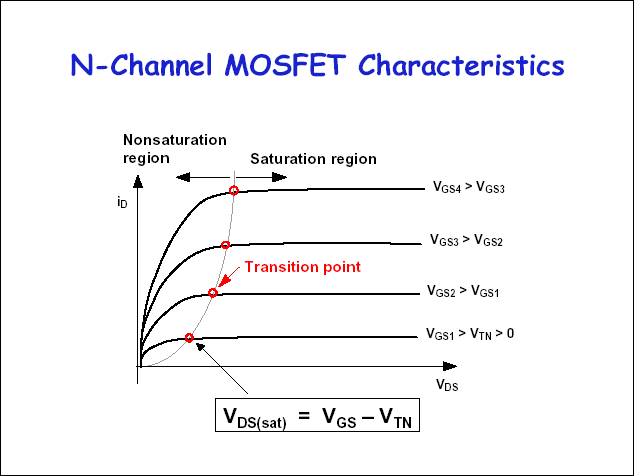 N-Channel MOSFET Characteristics
Nonsaturation
region
Saturation region
iD
VGS4 > VGS3
VGS3 > VGS2
Transition point
VGS2 > VGS1
VGS1 > VTN > 0
VDS
VDS(sat) = VGS – VTN